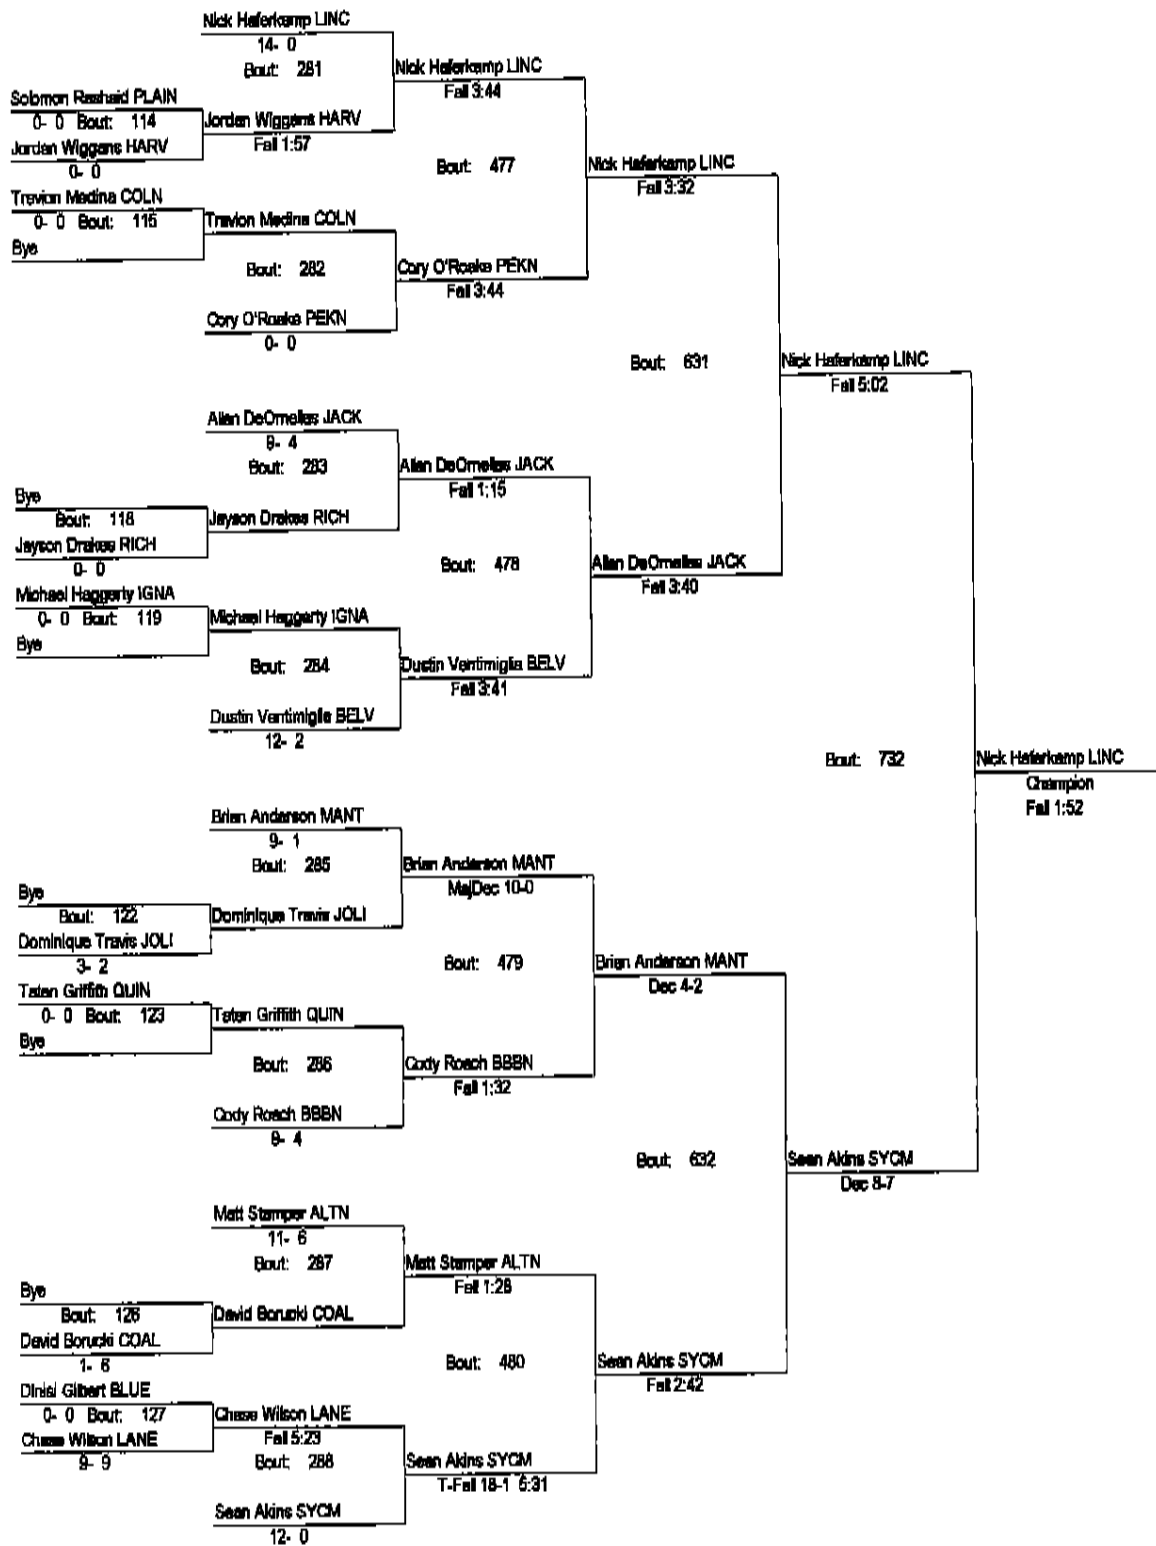 Nick Haferkamp LINC
14- 0
Bout: 281
Nick Haferkamp LINC
Fall 3:44
Solomon Rashaid PLAIN
0- 0 Bout: 114
Jordan Wiggans HARV
Fall 1:57
Jordan Wiggans HARV
0- 0
Bout: 477
Nick Haferkamp LINC
Fall 3:32
Travion Medina COLN
0- 0 Bout: 115
Travion Medina COLN
Bye
Bout: 282
Cory O'Roake PEKN
Fall 3:44
Cory O'Roake PEKN
0- 0
Bout: 631
Nick Haferkamp LINC
Fall 5:02
Allan DeOrnellas JACK
9- 4
Bout: 283
Allan DeOrnellas JACK
Fall 1:15
Bye
Bout: 118
Jayson Drakes RICH
Jayson Drakes RICH
0- 0
Bout: 478
Allan DeOrnellas JACK
Fall 3:40
Michael Haggerty IGNA
0- 0 Bout: 119
Michael Haggerty IGNA
Bye
Bout: 284
Dustin Ventimiglia BELV
Fall 3:41
Dustin Ventimiglia BELV
12- 2
Bout: 732
Nick Haferkamp LINC
Champion
Fall 1:52
Brian Anderson MANT
9- 1
Bout: 285
Brian Anderson MANT
MajDec 10-0
Bye
Bout: 122
Dominique Travis JOLI
Dominique Travis JOLI
3- 2
Bout: 479
Brian Anderson MANT
Dec 4-2
Tatan Griffith QUIN
0- 0 Bout: 123
Tatan Griffith QUIN
Bye
Bout: 286
Cody Roach BBBN
Fall 1:32
Cody Roach BBBN
9- 4
Bout: 632
Sean Akins SYCM
Dec 8-7
Matt Stamper ALTN
11- 6
Bout: 287
Matt Stamper ALTN
Fall 1:28
Bye
Bout: 126
David Borucki COAL
David Borucki COAL
1- 6
Bout: 480
Sean Akins SYCM
Fall 2:42
Gilbert BLUE
0- 0 Bout: 127
Chase Wilson LANE
Fall 5:23
Chase Wilson LANE
9- 9
Bout: 288
Sean Akins SYCM
T-Fall 18-1 5:31
Sean Akins SYCM
12- 0